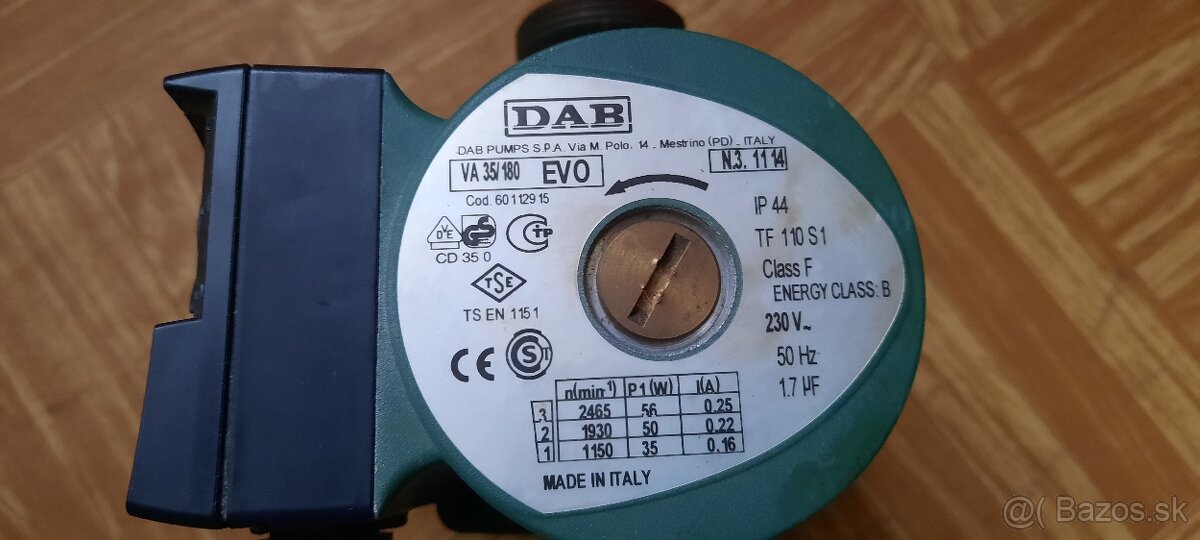 DAB
DAB PUMPS S.P.A. Via M. Polo, 14 . Mestrino (PD) . ITALY
VA 35/180 EVO
N.3. 11 14
Cod. 60112915
IP 44
TF 110 S1
Class F
ENERGY CLASS: B
230 V~
50 Hz
1.7 µF
DVE GS
CD 35 0
TSE
TS EN 1151
CE
n(min-¹) P1(W) I(A)
3 2465 56 0.25
2 1930 50 0.22
1 1150 35 0.16
MADE IN ITALY
@( Bazos.sk